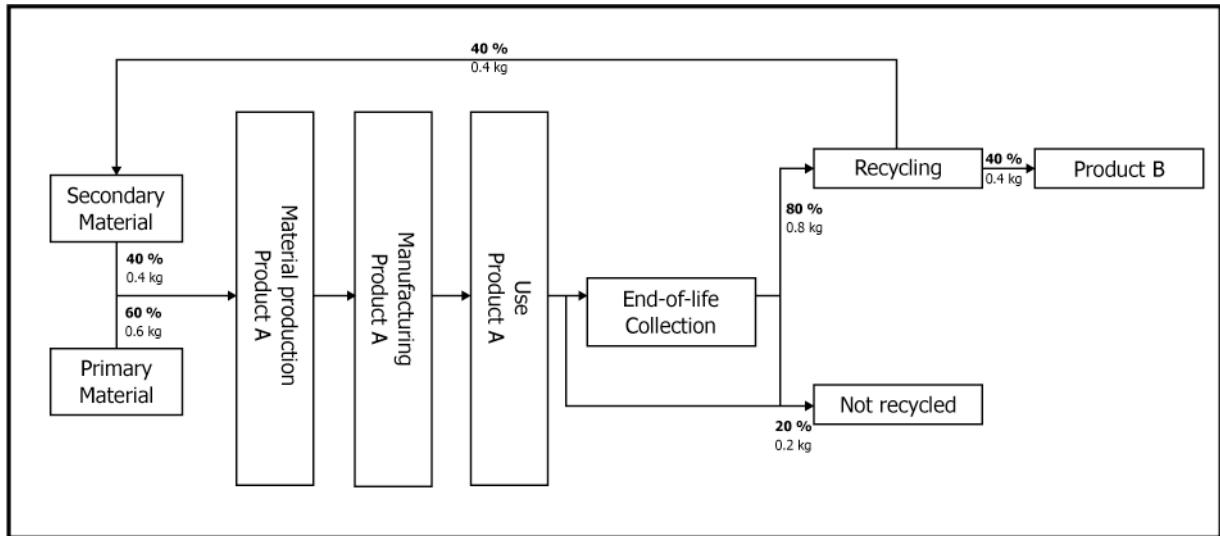 40 %
0.4 kg
Secondary
Material
40 %
0.4 kg
60 %
0.6 kg
Primary
Material
Material production
Product A
Manufacturing
Product A
Use
Product A
End-of-life
Collection
80 %
0.8 kg
Recycling
40 %
0.4 kg
Product B
Not recycled
20 %
0.2 kg